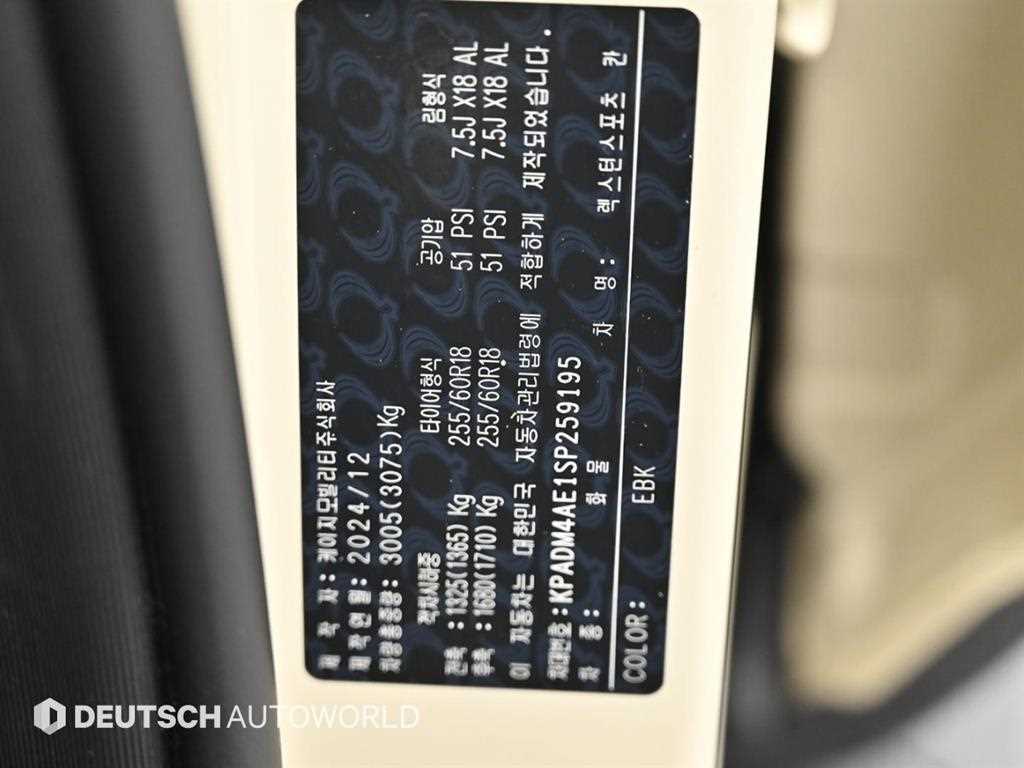 제 작 자: 케이지모빌리티주식회사
제작연월: 2024/12
차량총중량: 3005(3075)Kg
각차시하중 타이어형식 공기압 림형식
전축 :1325(1365) Kg 255/60R18 51 PSI 7.5J X18 AL
후축 :1680(1710) Kg 255/60R18 51 PSI 7.5J X18 AL
이 자동차는 대한민국 자동차관리법령에 적합하게 제작되었습니다.
차대번호:KPADM4AE1SP259195
차 종: 화 물 차 명: 렉스턴스포츠 칸
COLOR: EBK
DEUTSCH AUTOWORLD